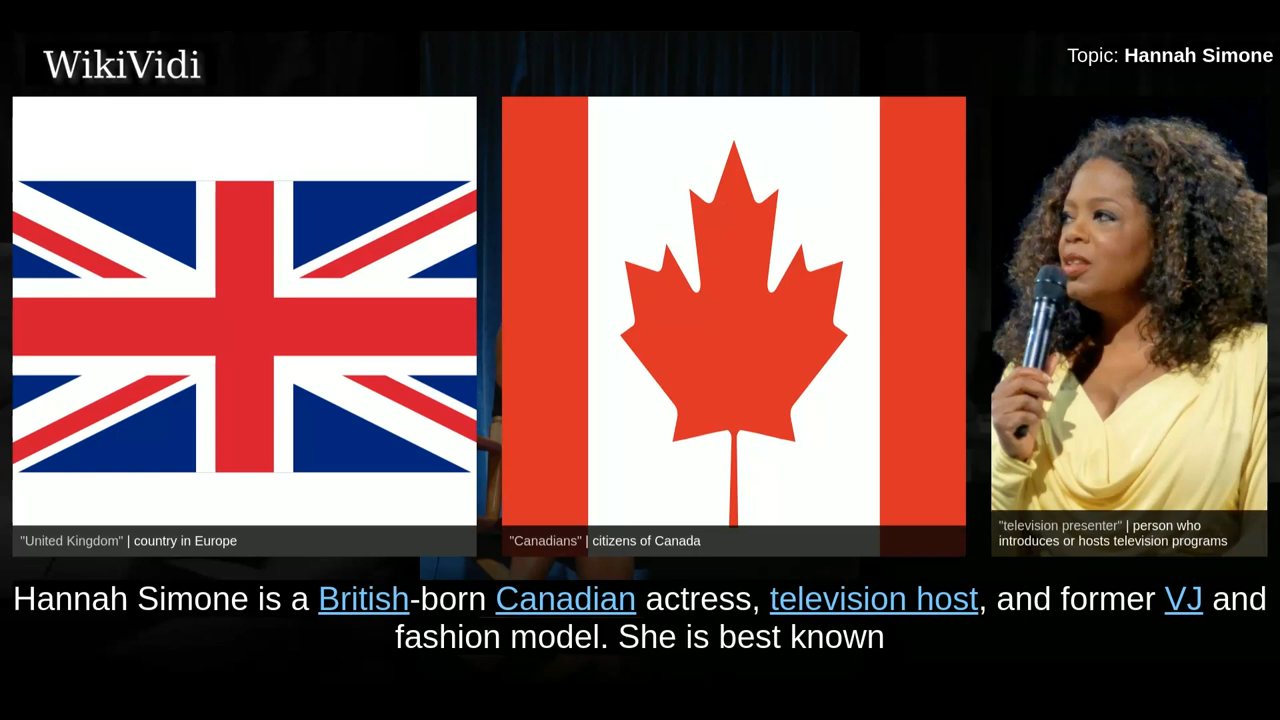 WikiVidi
Topic: Hannah Simone
"United Kingdom" | country in Europe
"Canadians" | citizens of Canada
"television presenter" | person who
introduces or hosts television programs
Hannah Simone is a British-born Canadian actress, television host, and former VJ and
fashion model. She is best known